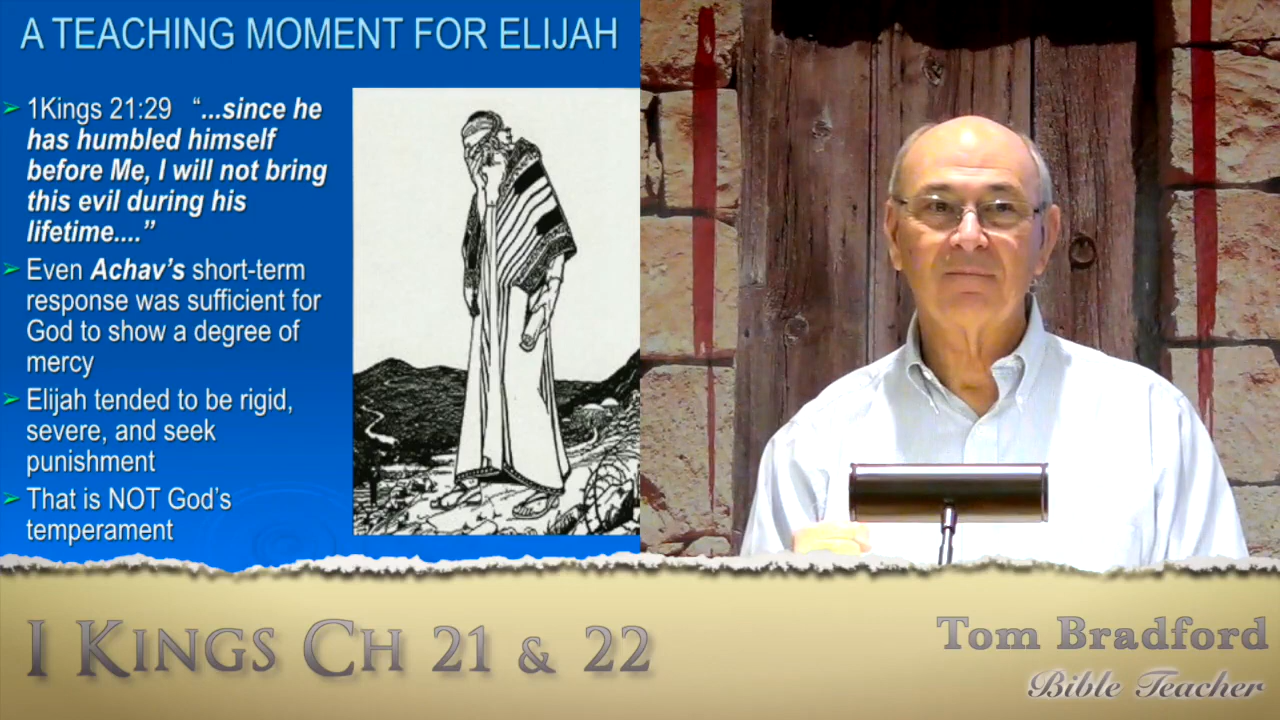 A TEACHING MOMENT FOR ELIJAH
➢ 1Kings 21:29 “...since he
has humbled himself
before Me, I will not bring
this evil during his
lifetime....”
➢ Even Achav’s short-term
response was sufficient for
God to show a degree of
mercy
➢ Elijah tended to be rigid,
severe, and seek
punishment
➢ That is NOT God’s
temperament
I Kings Ch 21 & 22
Tom Bradford
Bible Teacher